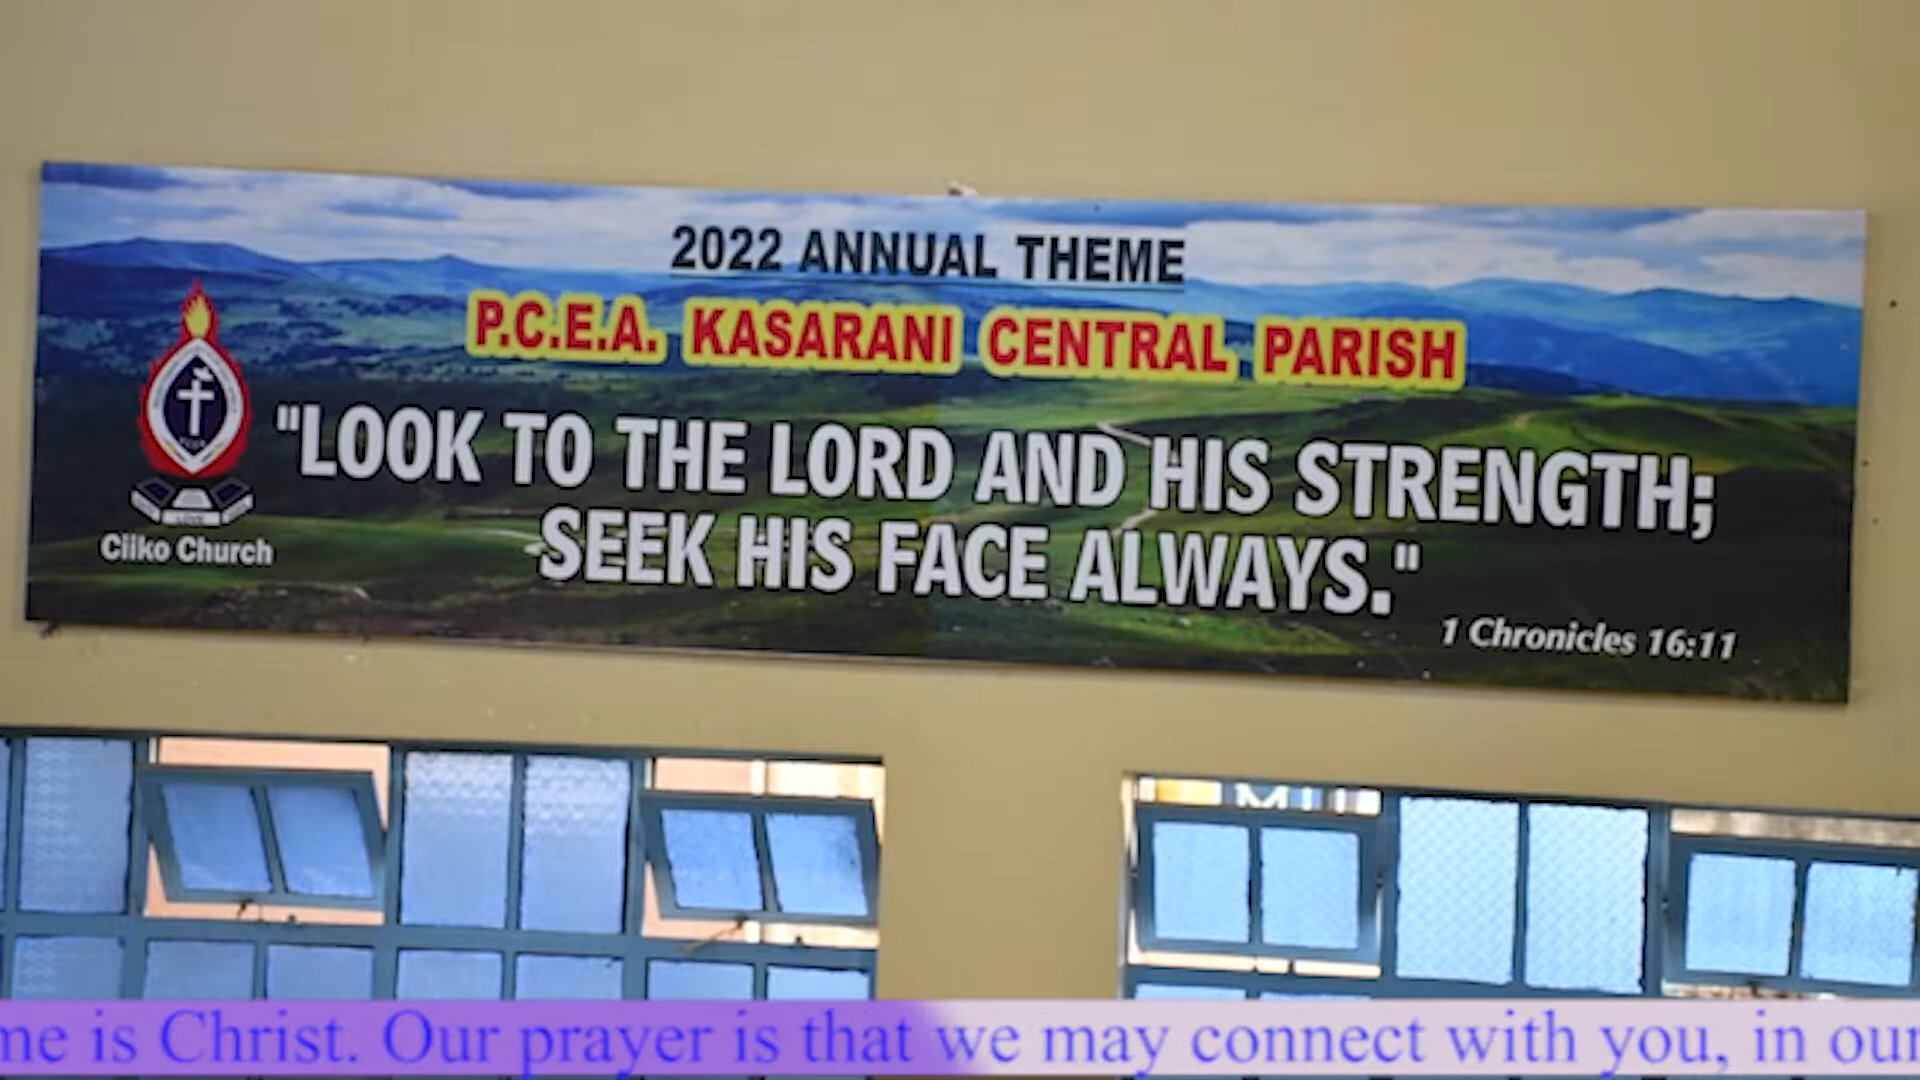 2022 ANNUAL THEME
P.C.E.A. KASARANI CENTRAL PARISH
"LOOK TO THE LORD AND HIS STRENGTH;
SEEK HIS FACE ALWAYS."
1 Chronicles 16:11
Ciiko Church
me is Christ. Our prayer is that we may connect with you, in our